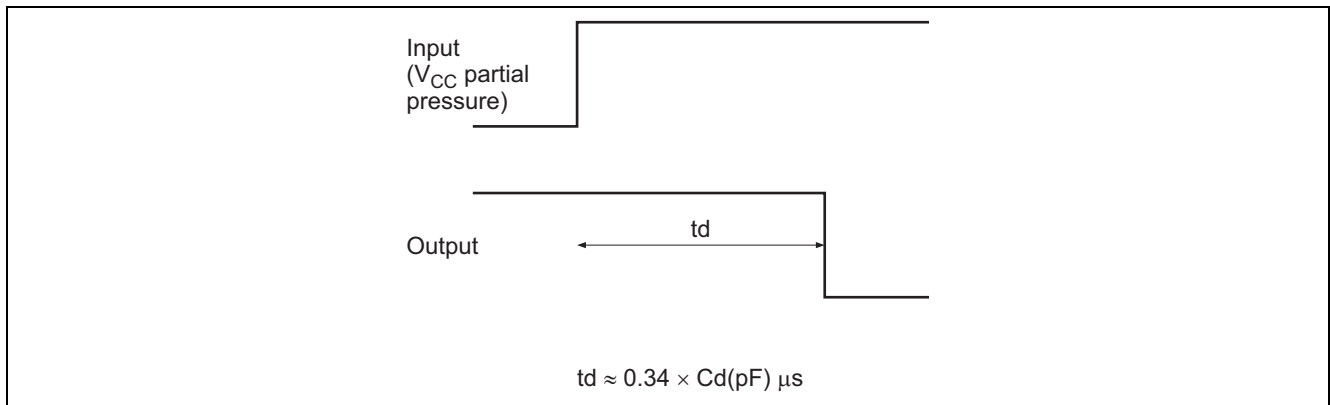 Input
(VCC partial
pressure)
td
Output
td ≈ 0.34 × Cd(pF) μs